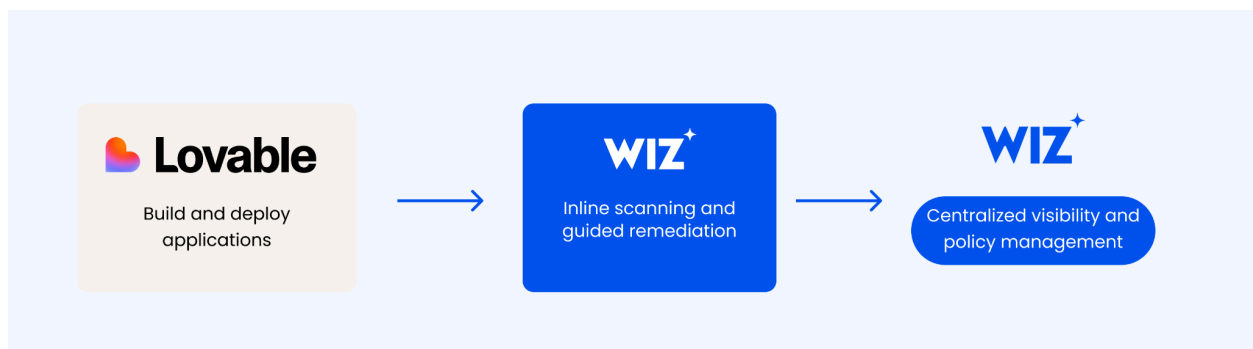 Lovable
Build and deploy
applications
WIZ
Inline scanning and
guided remediation
WIZ
Centralized visibility and
policy management